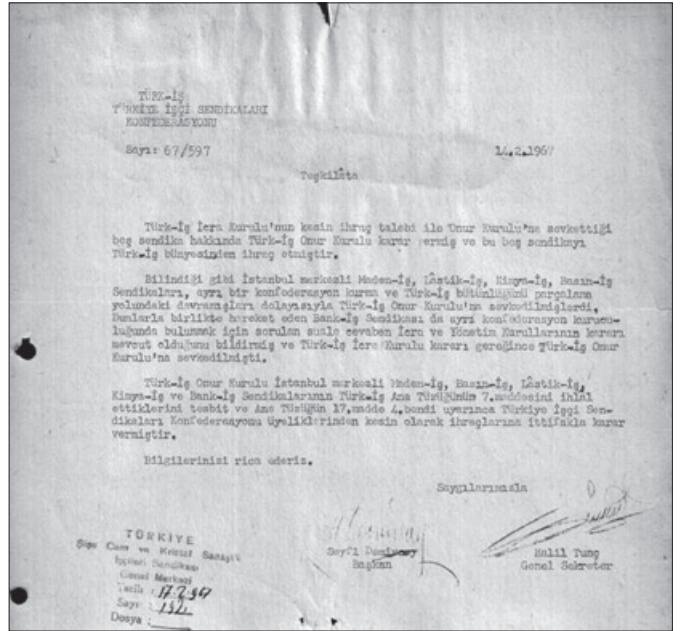 TÜRK-İŞ
TÜRKİYE İŞÇİ SENDİKALARI
KONFEDERASYONU
Sayı: 67/597
14.2.1967
Teşkilâta
Türk-İş İcra Kurulu'nun kesin ihraç talebi ile Onur Kurulu'na sevkettiği
beş sendika hakkında Türk-İş Onur Kurulu karar vermiş ve bu beş sendikayı
Türk-İş bünyesinden ihraç etmiştir.
Bilindiği gibi İstanbul merkezli Maden-İş, Lâstik-İş, Kimya-İş, Basın-İş
Sendikaları, ayrı bir konfederasyon kurma ve Türk-İş bütünlüğünü parçalama
yolundaki davranışları dolayısıyla Türk-İş Onur Kurulu'na sevkedilmişlerdi.
Bunlarla birlikte hareket eden Bank-İş Sendikası da ayrı konfederasyon kurucu-
luğunda bulunmak için sorulan suale cevaben İcra ve Yönetim Kurullarının kararı
mevcut olduğunu bildirmiş ve Türk-İş İcra Kurulu kararı gereğince Türk-İş Onur
Kurulu'na sevkedilmişti.
Türk-İş Onur Kurulu İstanbul merkezli Maden-İş, Basın-İş, Lâstik-İş,
Kimya-İş ve Bank-İş Sendikalarının Türk-İş Ana Tüzüğünün 7.maddesini ihlal
ettiklerini tesbit ve Ana Tüzüğün 17.madde 4.bendi uyarınca Türkiye İşçi Sen-
dikaları Konfederasyonu üyeliklerinden kesin olarak ihraçlarına ittifakla karar
vermiştir.
Bilgilerinizi rica ederiz.
Saygılarımızla
Seyfi Demirsoy
Başkan
Halil Tunç
Genel Sekreter
TÜRKİYE
Şişe Cam ve Kristal Sanayii
İşçileri Sendikası
Genel Merkezi
Tarih : 17.2.967
Sayı :
Dosya :